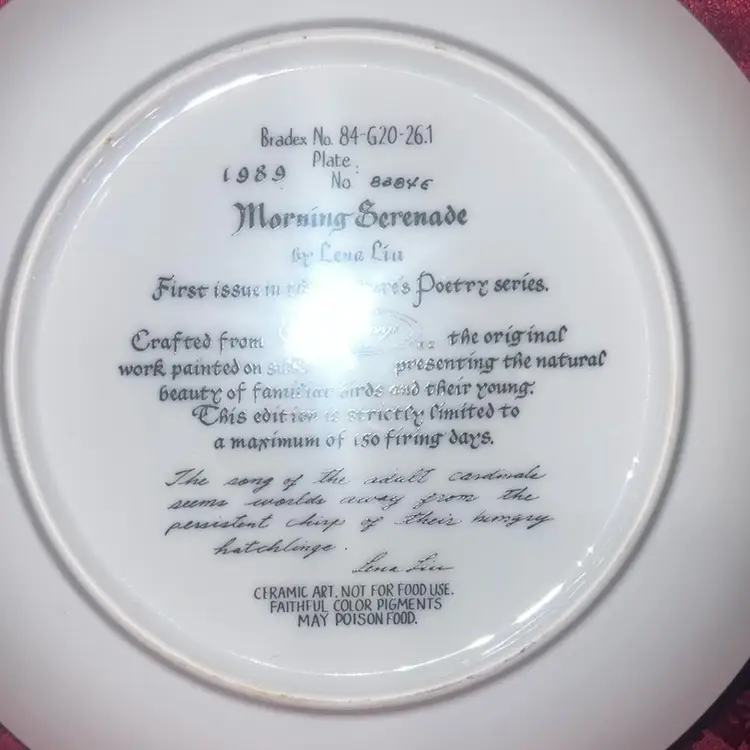 Bradex No. 84-G20-26.1
Plate
1989 No.
Morning Serenade
by Lena Liu
First issue in Poetry series.
Crafted from the original
work painted on presenting the natural
beauty of familiar birds and their young.
This edition is strictly limited to
a maximum of 150 firing days.
The song of the adult cardinals
seems worlds away from the
persistent chirp of their hungry
hatchlings.
Lena Liu
CERAMIC ART, NOT FOR FOOD USE.
FAITHFUL COLOR PIGMENTS
MAY POISON FOOD.